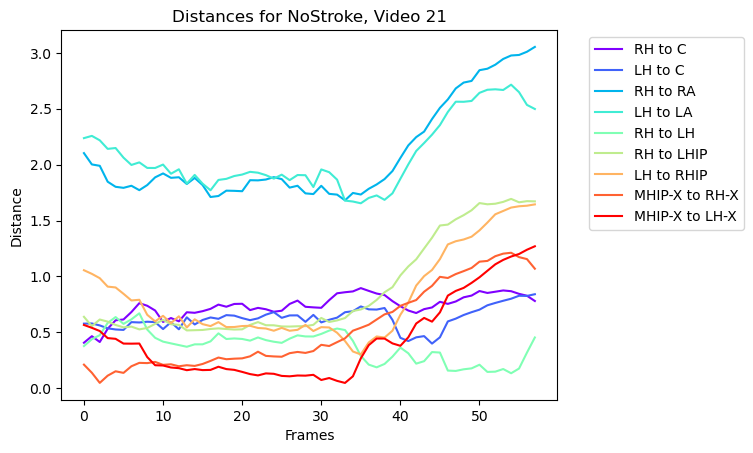 Distances for NoStroke, Video 21
3.0
2.5
2.0
1.5
1.0
0.5
0.0
Distance
0
10
20
30
40
50
Frames
RH to C
LH to C
RH to RA
LH to LA
RH to LH
RH to LHIP
LH to RHIP
MHIP-X to RH-X
MHIP-X to LH-X